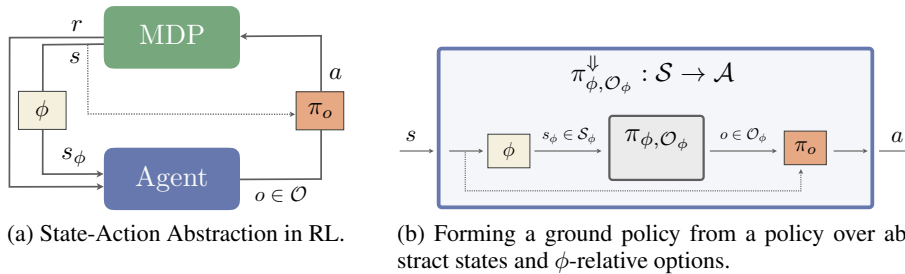 r
MDP
s
a
ϕ
π_o
s_ϕ
Agent
o ∈ 𝒪
(a) State-Action Abstraction in RL.
π^⇓_{ϕ,𝒪_ϕ} : 𝒮 → 𝒜
s
ϕ
s_ϕ ∈ 𝒮_ϕ
π_{ϕ,𝒪_ϕ}
o ∈ 𝒪_ϕ
π_o
a
(b) Forming a ground policy from a policy over ab
stract states and ϕ-relative options.